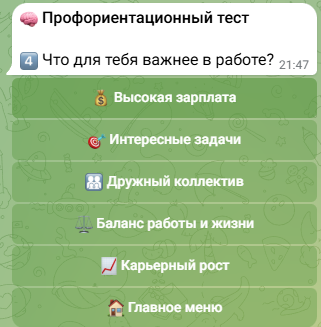 🧠 Профориентационный тест
4️⃣ Что для тебя важнее в работе? 21:47
💰 Высокая зарплата
🎯 Интересные задачи
👥 Дружный коллектив
⚖️ Баланс работы и жизни
📈 Карьерный рост
🏠 Главное меню